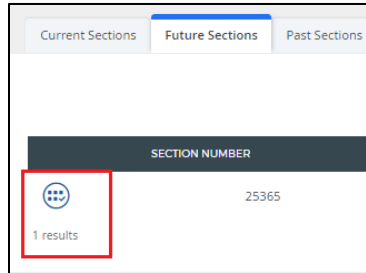 Current Sections Future Sections Past Sections
SECTION NUMBER
25365
1 results